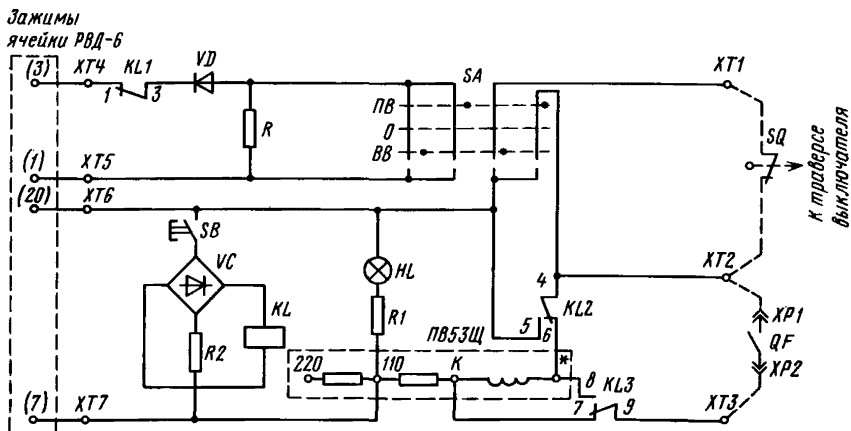 Зажимы
ячейки РВД-6
(3) XT4 KL1 VD SA XT1
1 3
ПВ
R O SQ
ВВ
(1) XT5
(20) XT6
К траверсе
выключателя
SB
VC HL 4 XT2
KL KL2
R2 R1 5 6 XP1
ПВ53Щ QF
220 110 К * 8 KL3 XP2
7 9
(7) XT7 XT3